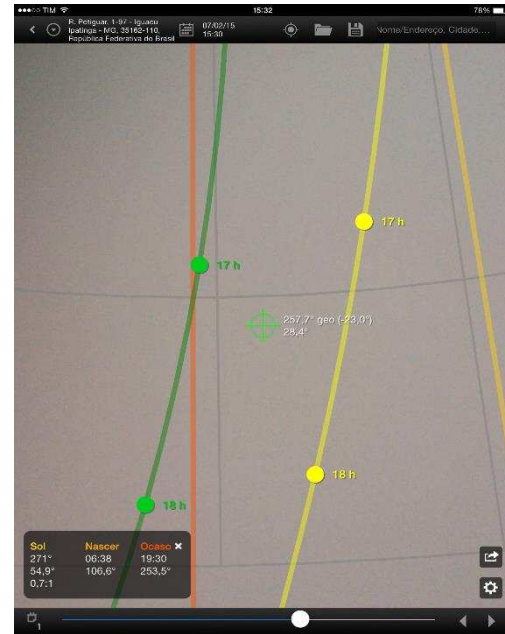 TIM 15:32 78%
R. Potiguar, 1-97 - Iguacu
Ipatinga - MG, 35162-110,
República Federativa do Brasil
07/02/15
15:30
Nome/Endereço, Cidade,...
17 h
17 h
257,7° geo (-23,0°)
28,4°
18 h
18 h
Sol Nascer Ocaso ×
271° 06:38 19:30
54,9° 106,6° 253,5°
0.7:1
1